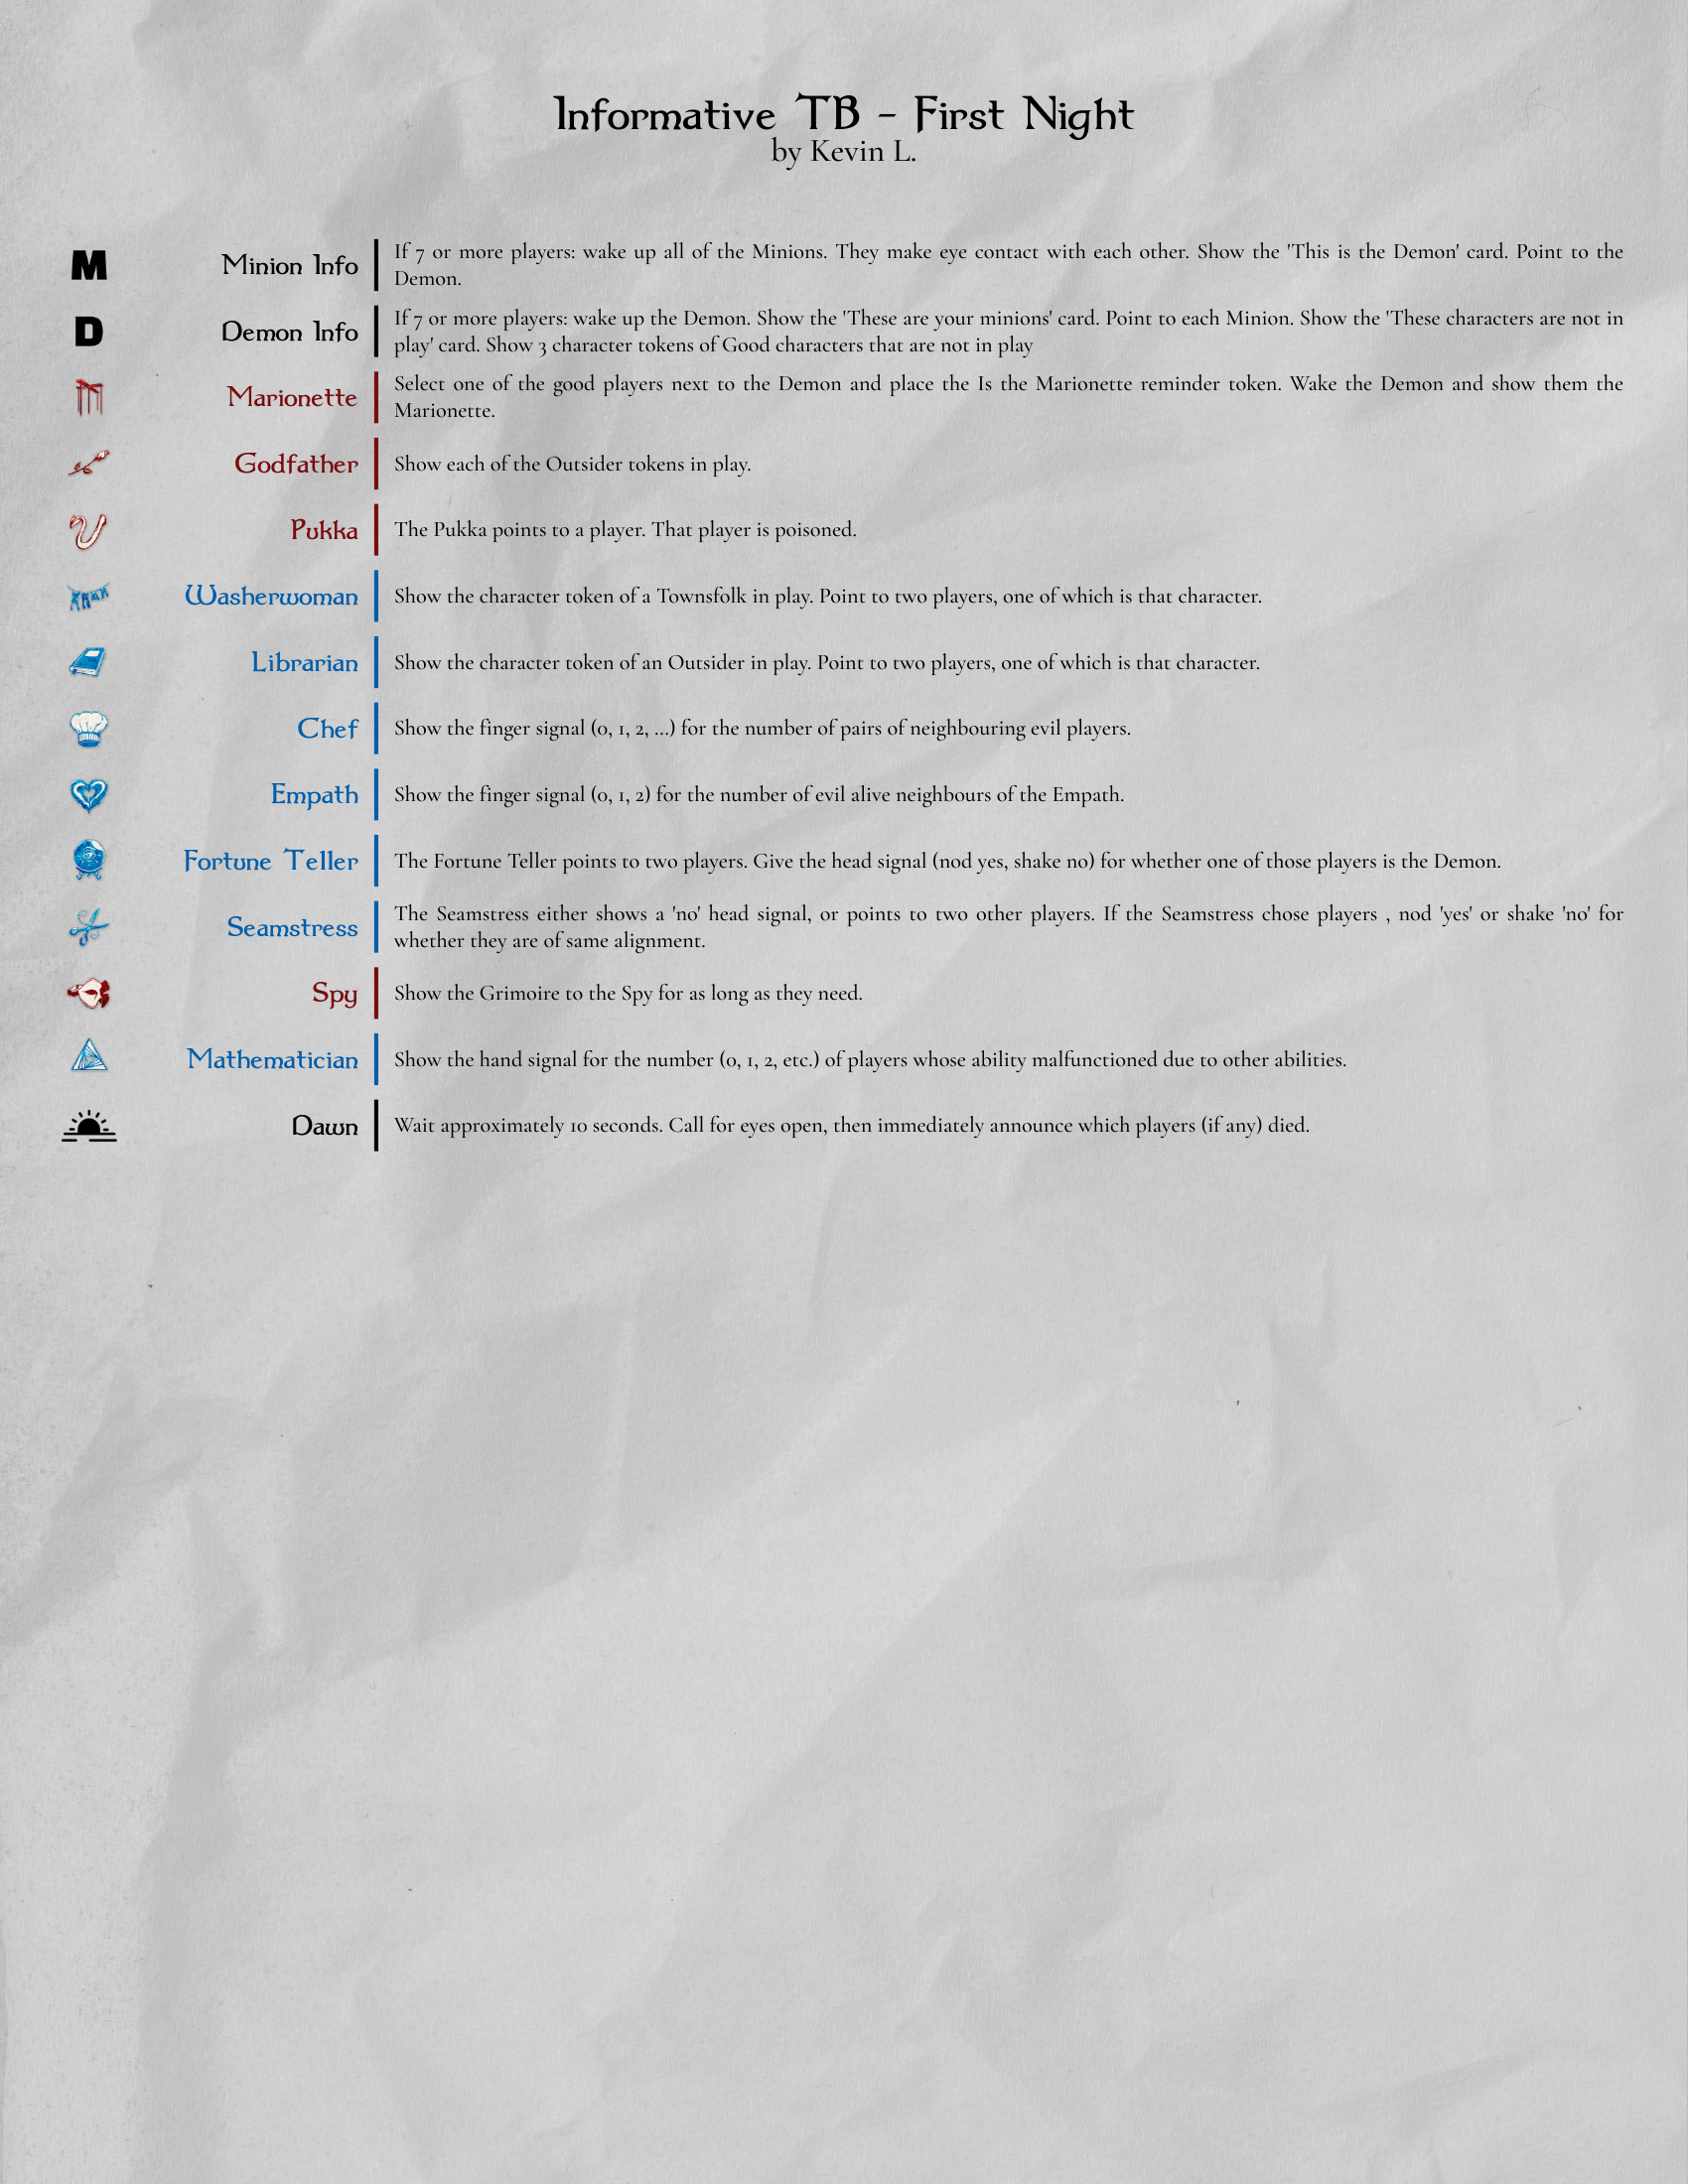 Informative TB - First Night
by Kevin L.
M
Minion Info
If 7 or more players: wake up all of the Minions. They make eye contact with each other. Show the 'This is the Demon' card. Point to the
Demon.
D
Demon Info
If 7 or more players: wake up the Demon. Show the 'These are your minions' card. Point to each Minion. Show the 'These characters are not in
play' card. Show 3 character tokens of Good characters that are not in play
Marionette
Select one of the good players next to the Demon and place the Is the Marionette reminder token. Wake the Demon and show them the
Marionette.
Godfather
Show each of the Outsider tokens in play.
Pukka
The Pukka points to a player. That player is poisoned.
Washerwoman
Show the character token of a Townsfolk in play. Point to two players, one of which is that character.
Librarian
Show the character token of an Outsider in play. Point to two players, one of which is that character.
Chef
Show the finger signal (0, 1, 2, ...) for the number of pairs of neighbouring evil players.
Empath
Show the finger signal (0, 1, 2) for the number of evil alive neighbours of the Empath.
Fortune Teller
The Fortune Teller points to two players. Give the head signal (nod yes, shake no) for whether one of those players is the Demon.
Seamstress
The Seamstress either shows a 'no' head signal, or points to two other players. If the Seamstress chose players , nod 'yes' or shake 'no' for
whether they are of same alignment.
Spy
Show the Grimoire to the Spy for as long as they need.
Mathematician
Show the hand signal for the number (0, 1, 2, etc.) of players whose ability malfunctioned due to other abilities.
Dawn
Wait approximately 10 seconds. Call for eyes open, then immediately announce which players (if any) died.